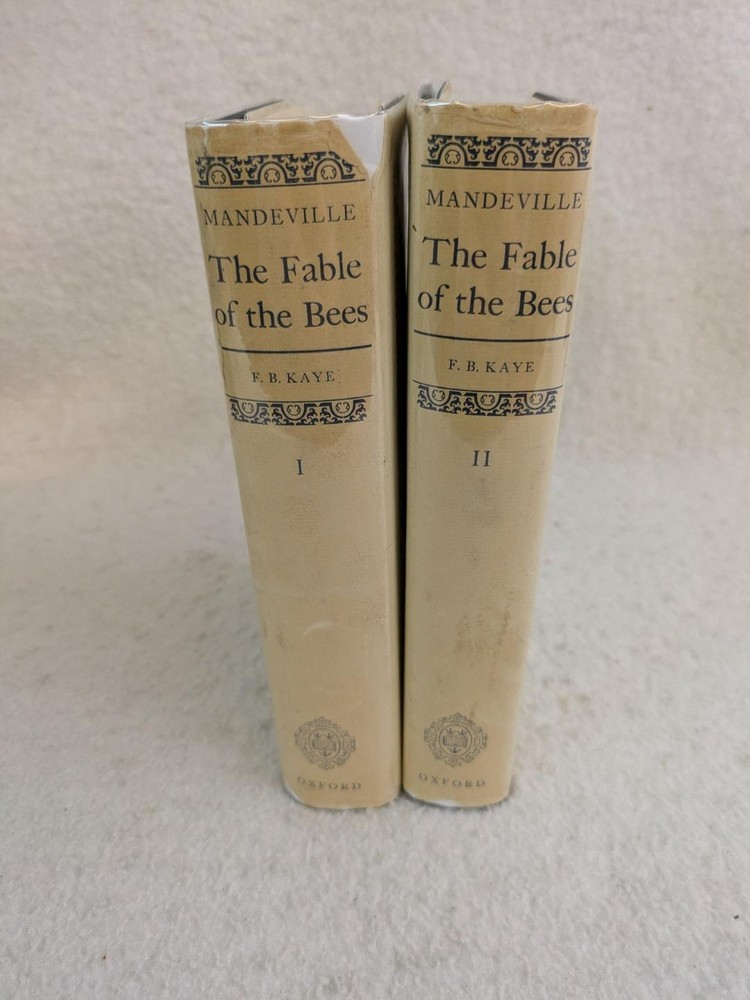 MANDEVILLE
The Fable
of the Bees
F. B. KAYE
I
OXFORD
MANDEVILLE
The Fable
of the Bees
F. B. KAYE
II
OXFORD